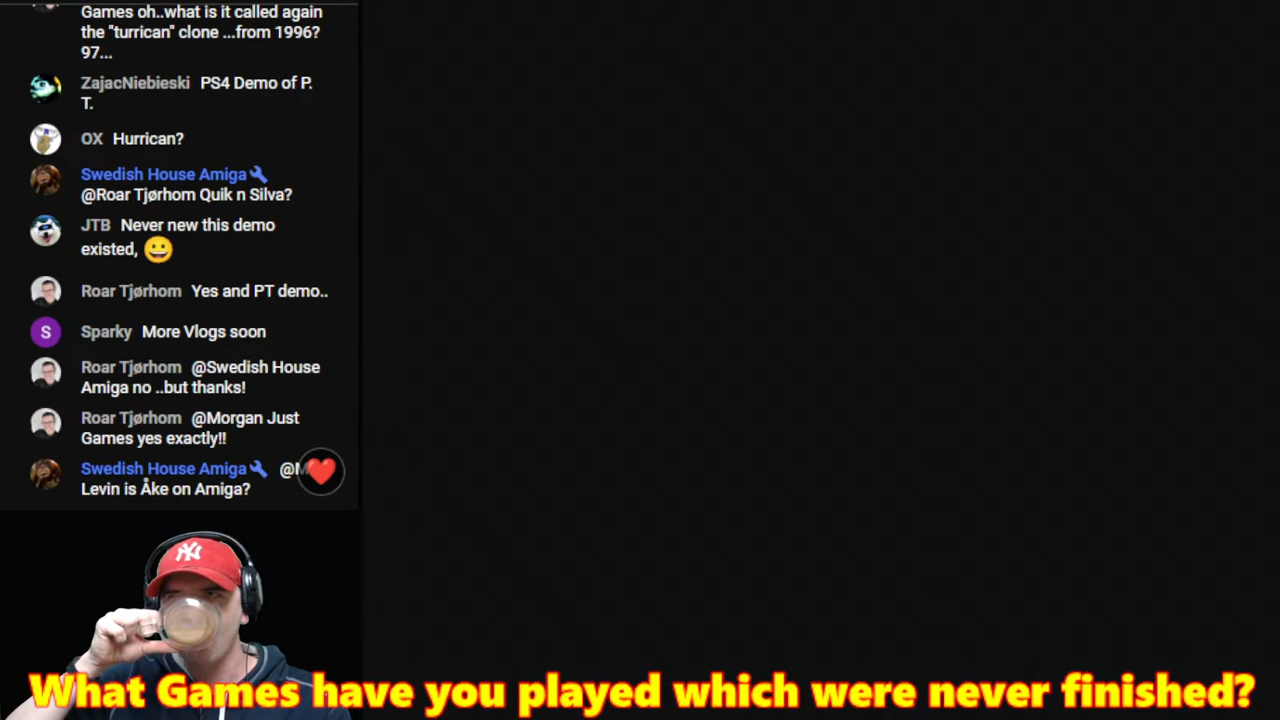 Games oh..what is it called again
the "turrican" clone ...from 1996?
97...
ZajacNiebieski PS4 Demo of P.
T.
OX Hurrican?
Swedish House Amiga
@Roar Tjørhom Quik n Silva?
JTB Never new this demo
existed,
Roar Tjørhom Yes and PT demo..
S Sparky More Vlogs soon
Roar Tjørhom @Swedish House
Amiga no ..but thanks!
Roar Tjørhom @Morgan Just
Games yes exactly!!
Swedish House Amiga
Levin is Åke on Amiga?
NY
What Games have you played which were never finished?